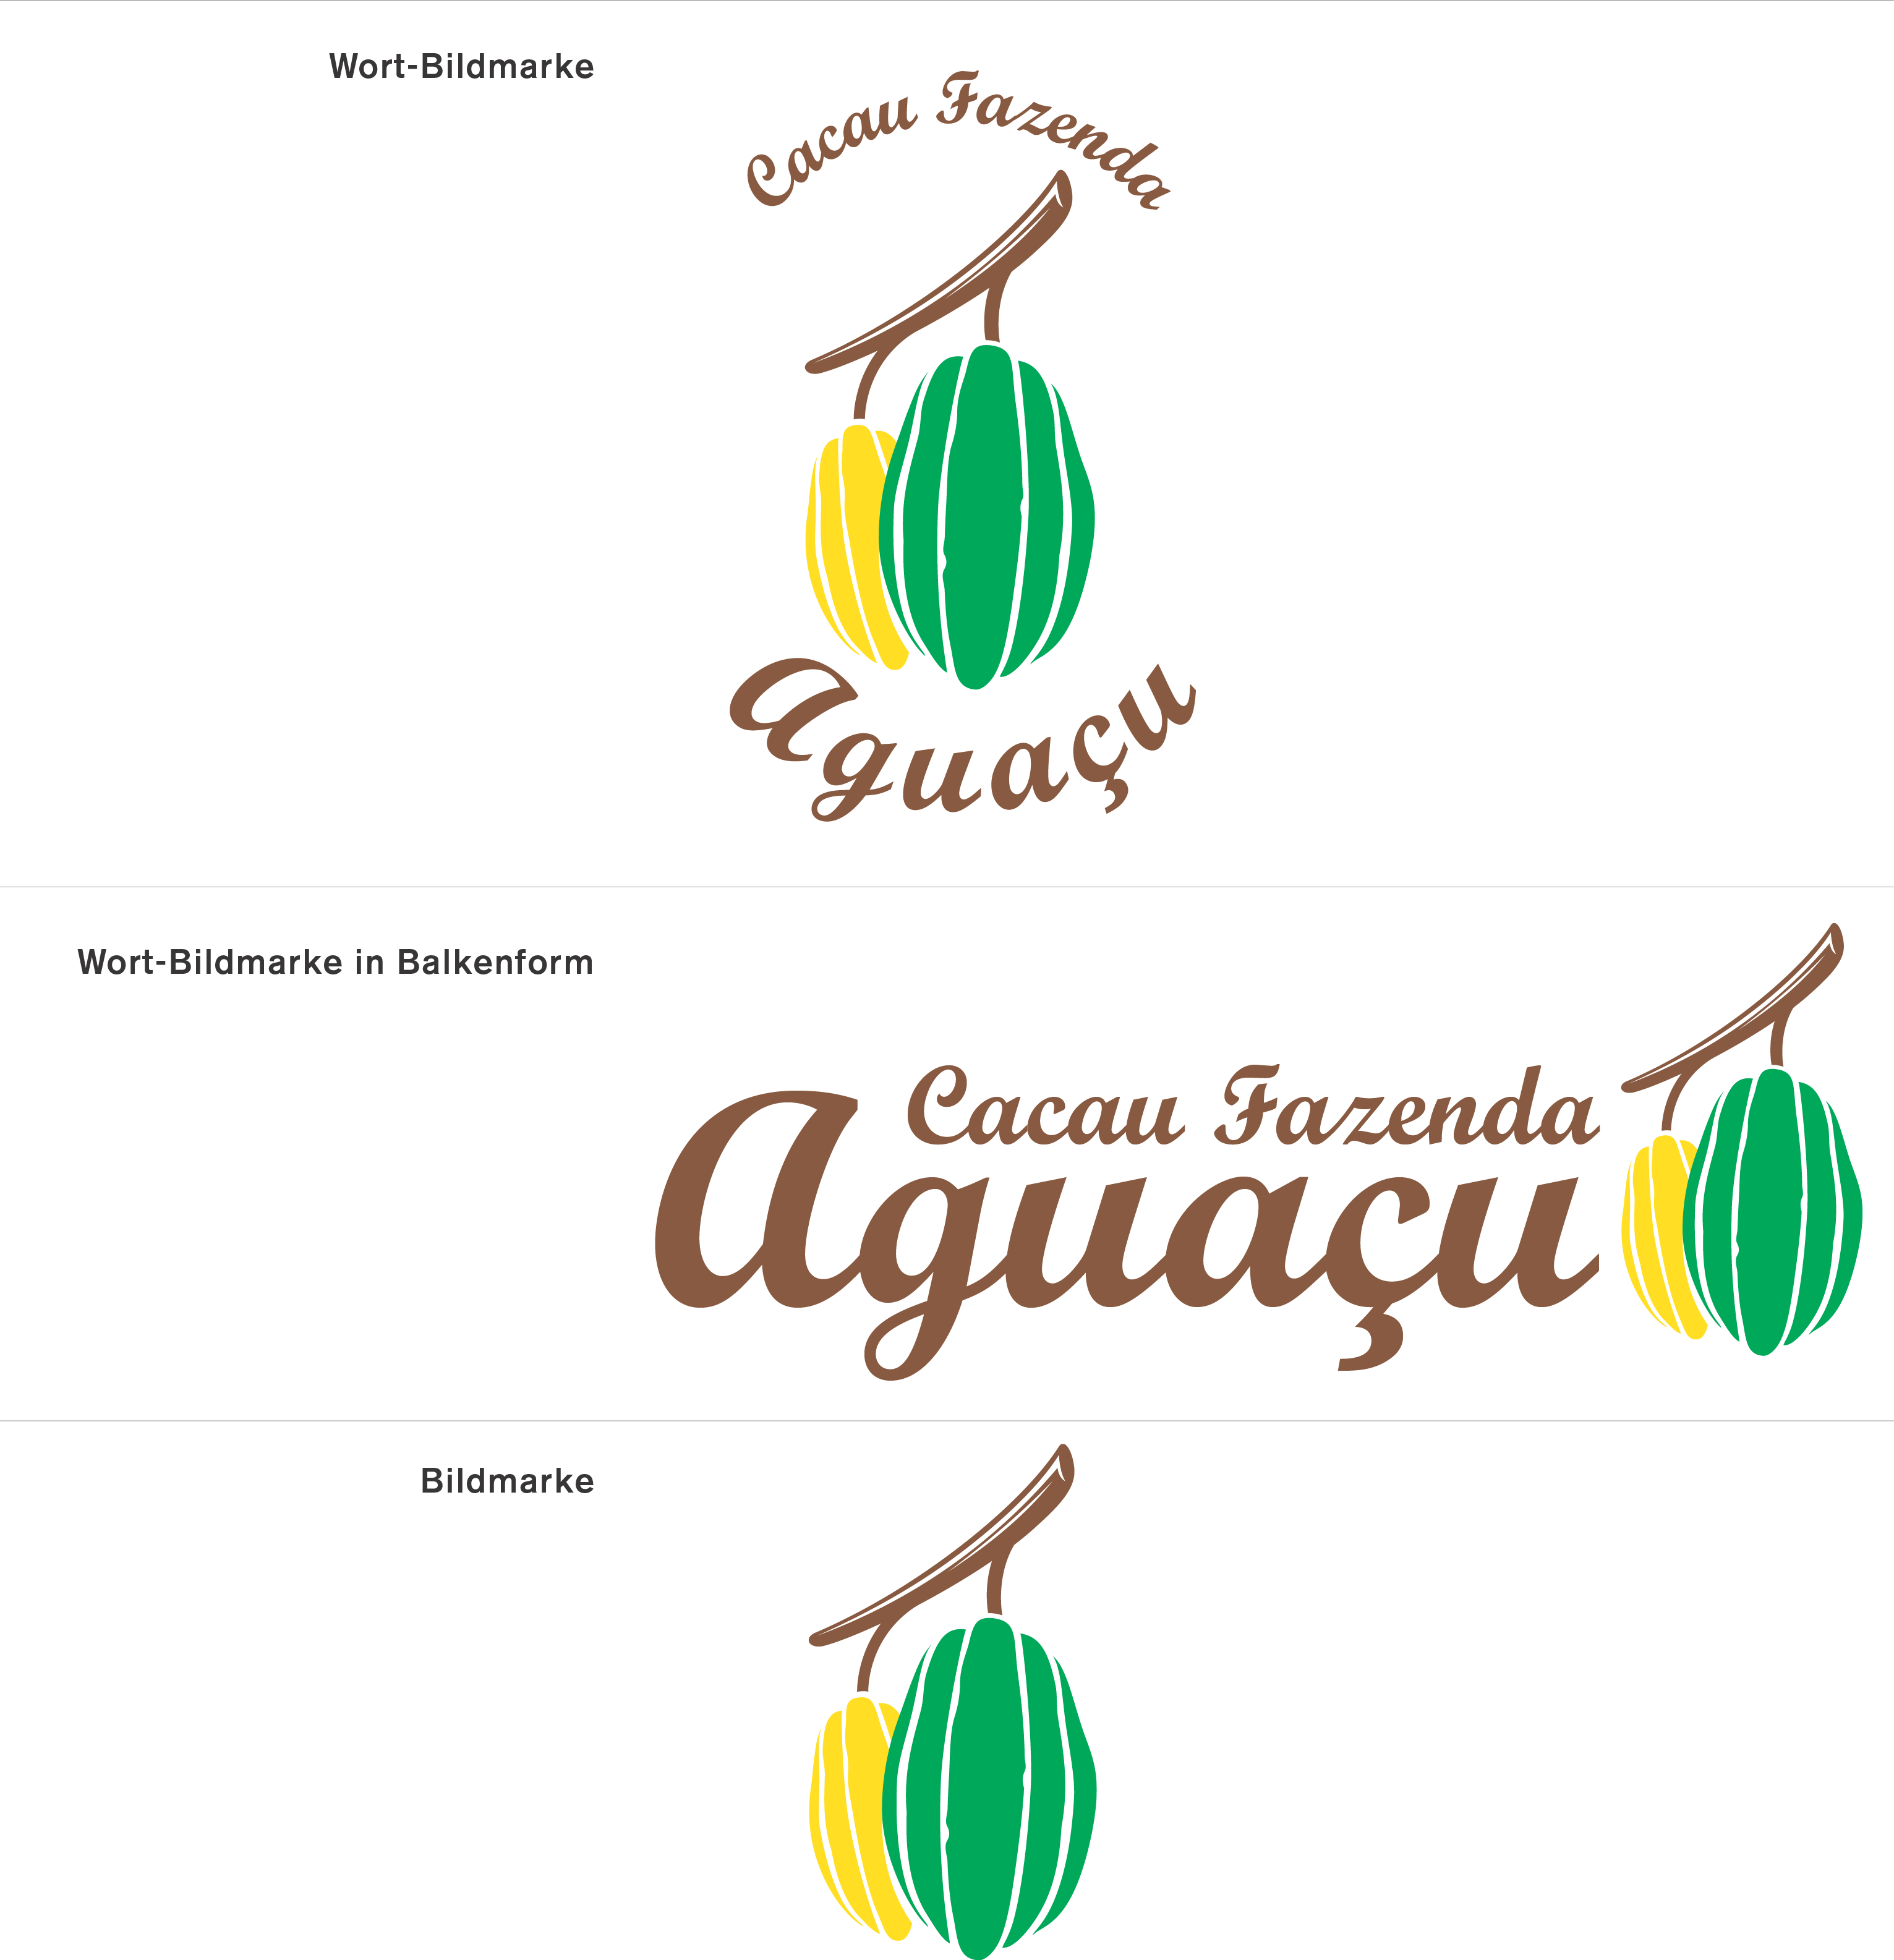 Wort-Bildmarke
Cacau Fazenda
Aguaçu
Wort-Bildmarke in Balkenform
Cacau Fazenda
Aguaçu
Bildmarke